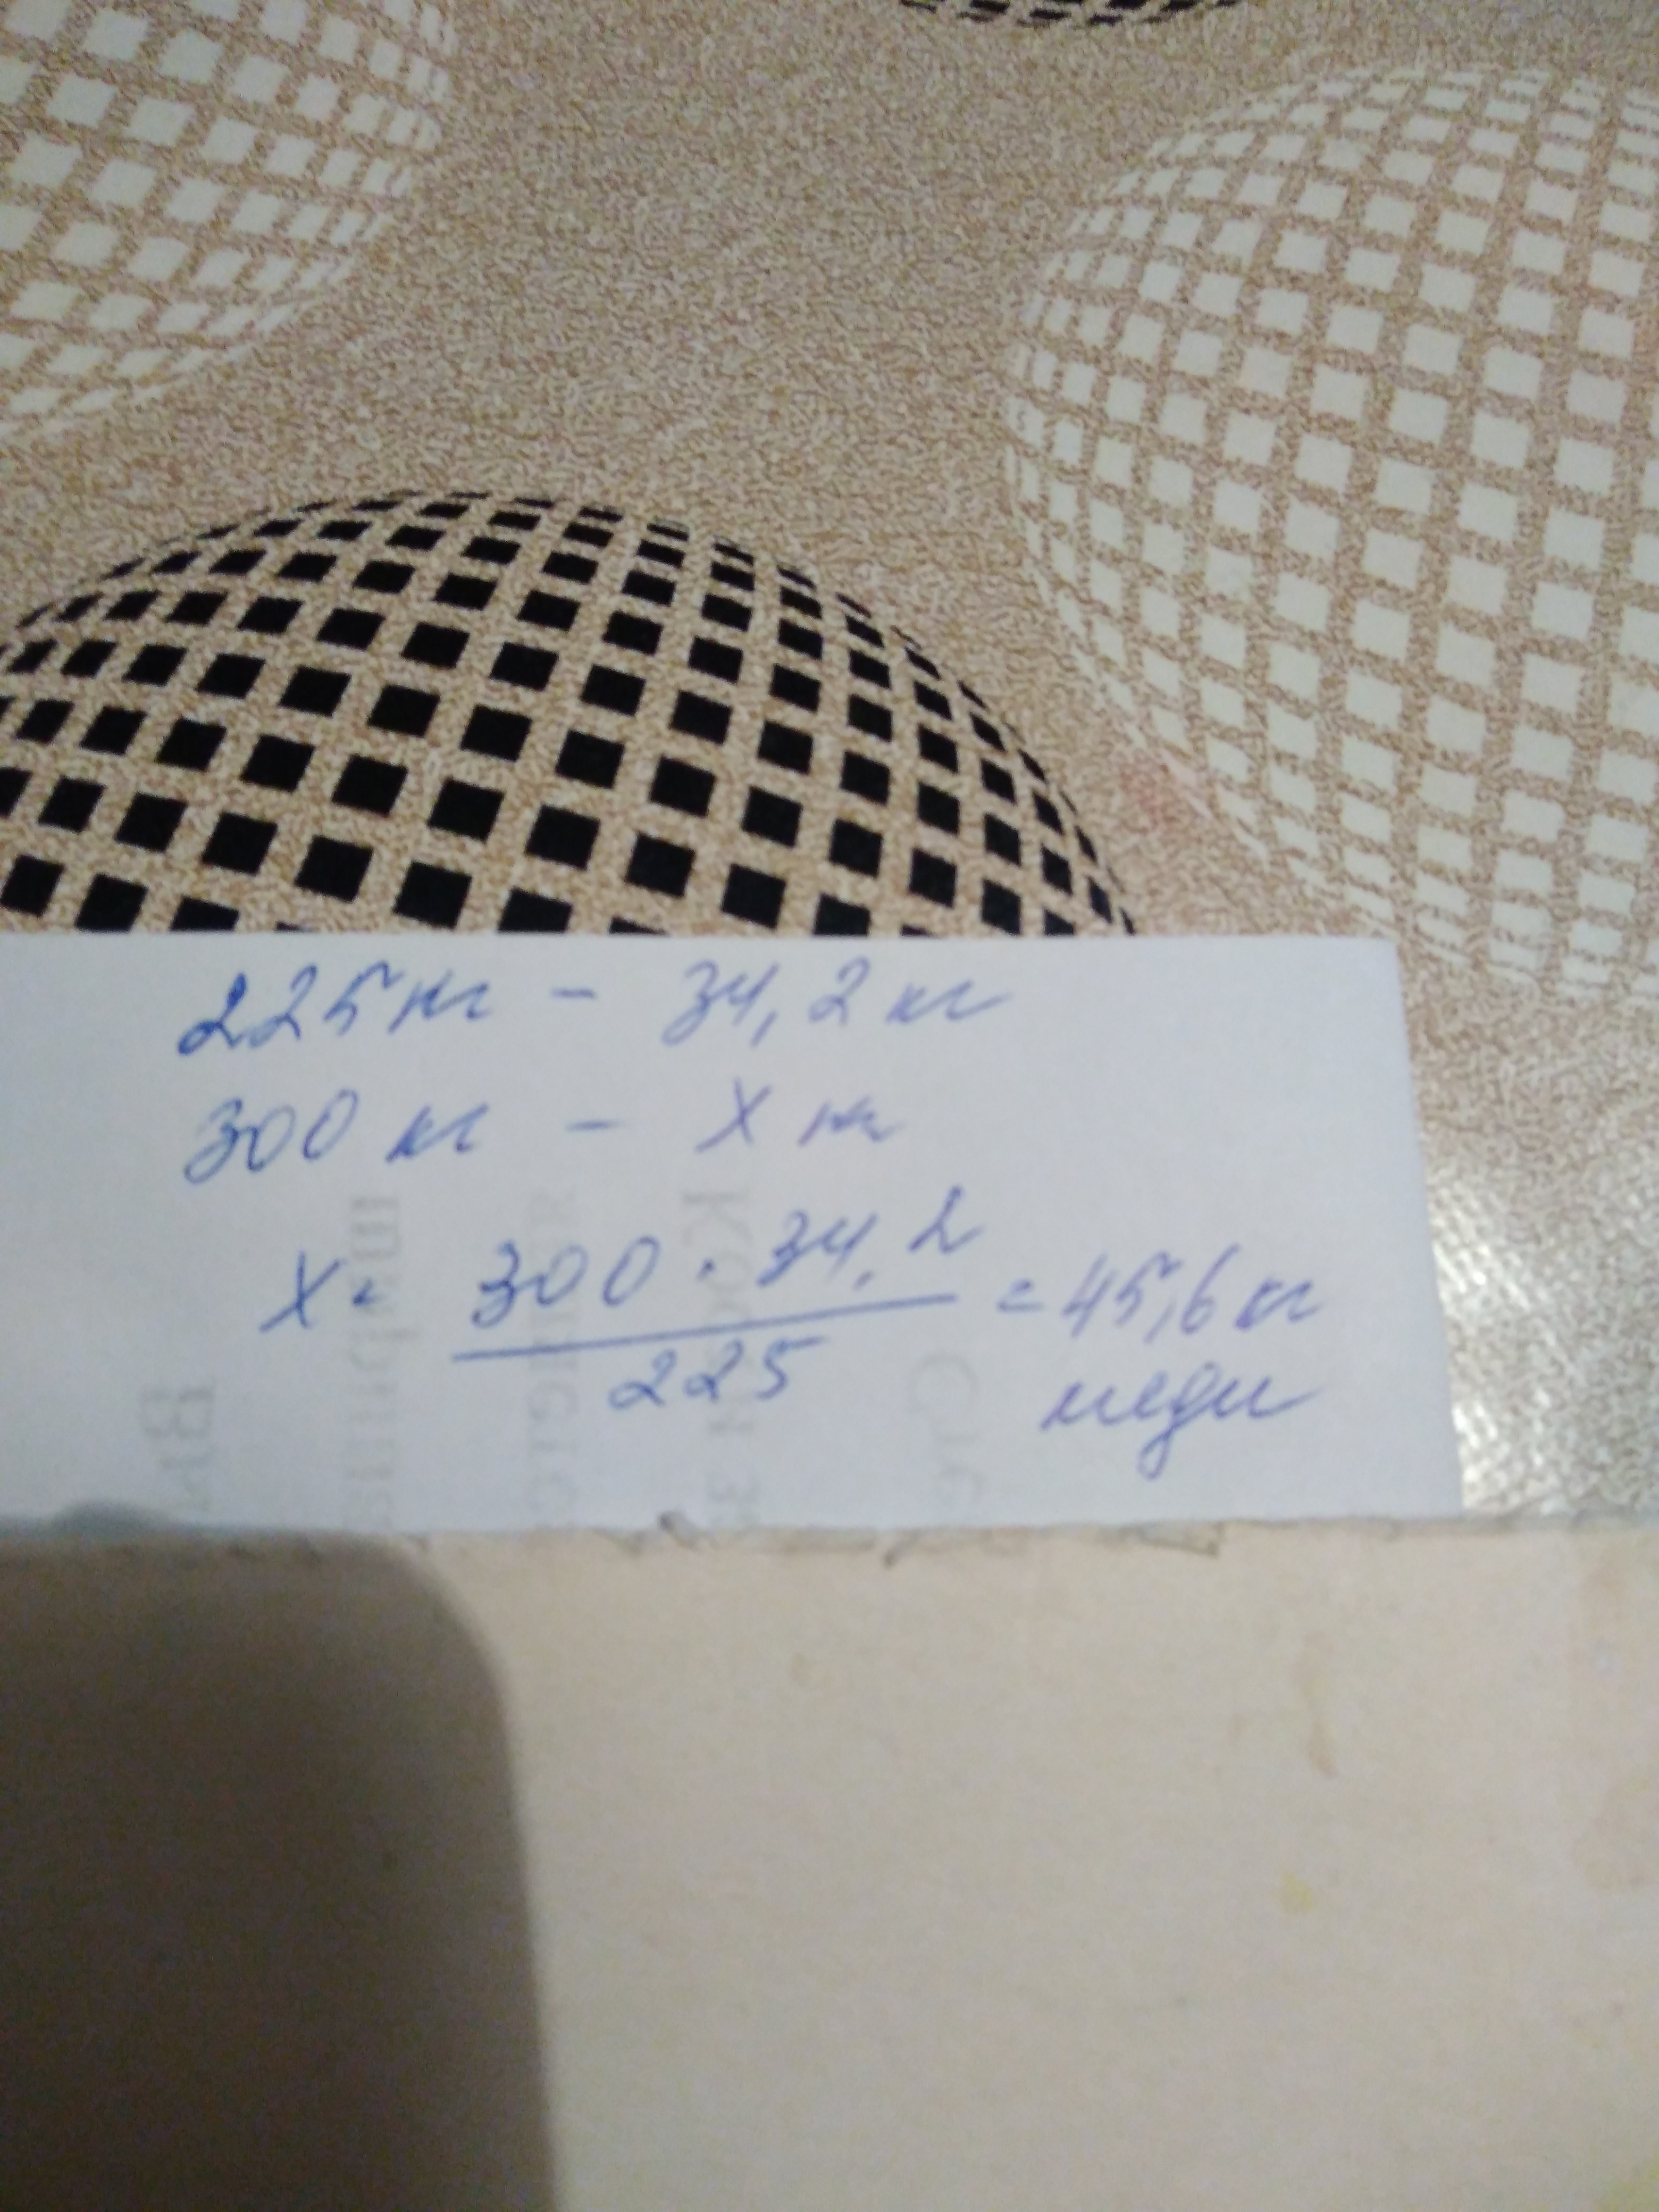 225 кг - 34,2 кг
300 кг - х кг
х = 300 · 34,2 / 225 = 45,6 кг
меди